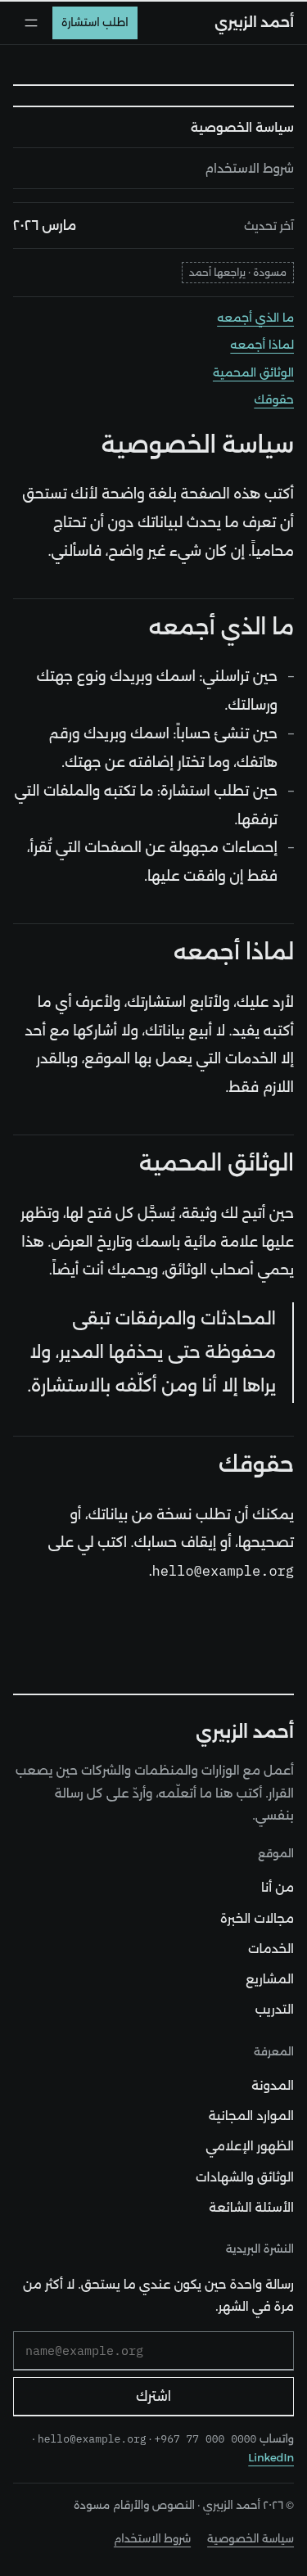 أحمد الزبيري
اطلب استشارة
سياسة الخصوصية
شروط الاستخدام
آخر تحديث
مارس ٢٠٢٦
مسودة · يراجعها أحمد
ما الذي أجمعه
لماذا أجمعه
الوثائق المحمية
حقوقك
سياسة الخصوصية
أكتب هذه الصفحة بلغة واضحة لأنك تستحق
أن تعرف ما يحدث لبياناتك دون أن تحتاج
محامياً. إن كان شيء غير واضح، فاسألني.
ما الذي أجمعه
– حين تراسلني: اسمك وبريدك ونوع جهتك
ورسالتك.
– حين تنشئ حساباً: اسمك وبريدك ورقم
هاتفك، وما تختار إضافته عن جهتك.
– حين تطلب استشارة: ما تكتبه والملفات التي
ترفقها.
– إحصاءات مجهولة عن الصفحات التي تُقرأ،
فقط إن وافقت عليها.
لماذا أجمعه
لأرد عليك، ولأتابع استشارتك، ولأعرف أي ما
أكتبه يفيد. لا أبيع بياناتك، ولا أشاركها مع أحد
إلا الخدمات التي يعمل بها الموقع، وبالقدر
اللازم فقط.
الوثائق المحمية
حين أتيح لك وثيقة، يُسجَّل كل فتح لها، وتظهر
عليها علامة مائية باسمك وتاريخ العرض. هذا
يحمي أصحاب الوثائق، ويحميك أنت أيضاً.
المحادثات والمرفقات تبقى
محفوظة حتى يحذفها المدير، ولا
يراها إلا أنا ومن أكلّفه بالاستشارة.
حقوقك
يمكنك أن تطلب نسخة من بياناتك، أو
تصحيحها، أو إيقاف حسابك. اكتب لي على
hello@example.org.
أحمد الزبيري
أعمل مع الوزارات والمنظمات والشركات حين يصعب
القرار. أكتب هنا ما أتعلّمه، وأردّ على كل رسالة
بنفسي.
الموقع
من أنا
مجالات الخبرة
الخدمات
المشاريع
التدريب
المعرفة
المدونة
الموارد المجانية
الظهور الإعلامي
الوثائق والشهادات
الأسئلة الشائعة
النشرة البريدية
رسالة واحدة حين يكون عندي ما يستحق. لا أكثر من
مرة في الشهر.
name@example.org
اشترك
واتساب +967 77 000 0000 · hello@example.org ·
LinkedIn
© ٢٠٢٦ أحمد الزبيري · النصوص والأرقام مسودة
سياسة الخصوصية شروط الاستخدام